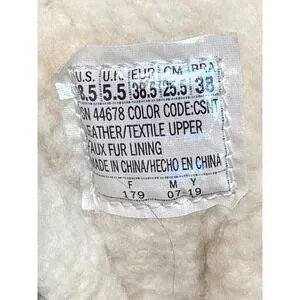 U.S. U.K. EUR CM BRA
8.5 5.5 38.5 25.5 38
SN 44678 COLOR CODE:CSNT
LEATHER/TEXTILE UPPER
FAUX FUR LINING
MADE IN CHINA/HECHO EN CHINA
F M Y
179 07-19